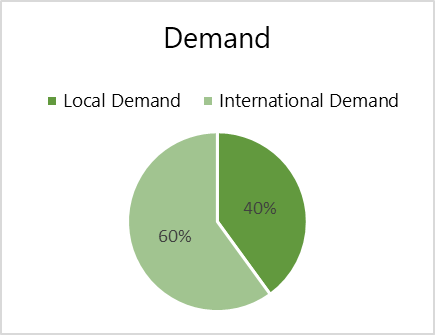 Demand
Local Demand International Demand
40%
60%